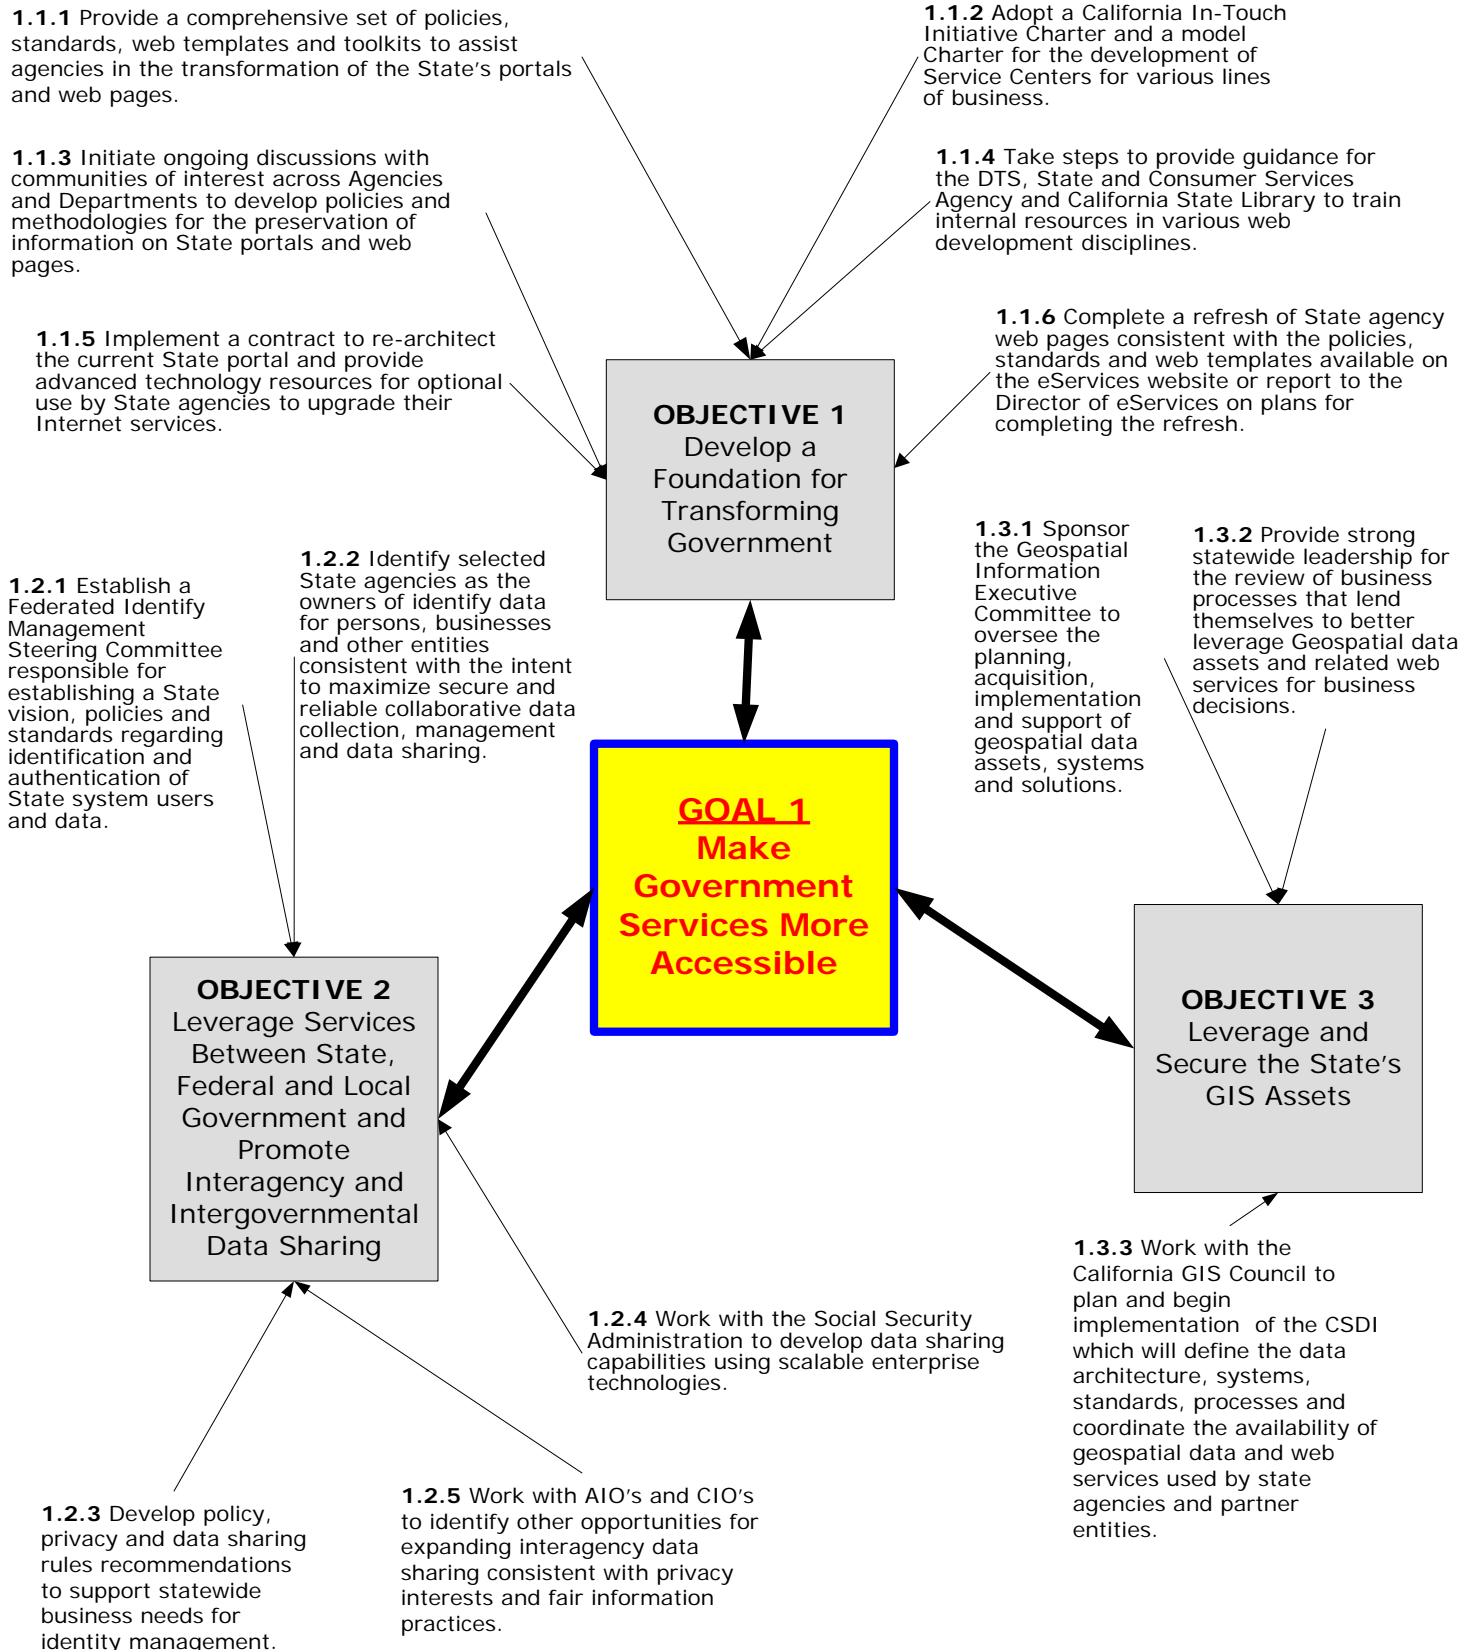 1.1.1 Provide a comprehensive set of policies,
standards, web templates and toolkits to assist
agencies in the transformation of the State's portals
and web pages.
1.1.2 Adopt a California In-Touch
Initiative Charter and a model
Charter for the development of
Service Centers for various lines
of business.
1.1.3 Initiate ongoing discussions with
communities of interest across Agencies
and Departments to develop policies and
methodologies for the preservation of
information on State portals and web
pages.
1.1.4 Take steps to provide guidance for
the DTS, State and Consumer Services
Agency and California State Library to train
internal resources in various web
development disciplines.
1.1.5 Implement a contract to re-architect
the current State portal and provide
advanced technology resources for optional
use by State agencies to upgrade their
Internet services.
1.1.6 Complete a refresh of State agency
web pages consistent with the policies,
standards and web templates available on
the eServices website or report to the
Director of eServices on plans for
completing the refresh.
OBJECTIVE 1
Develop a
Foundation for
Transforming
Government
1.2.1 Establish a
Federated Identify
Management
Steering Committee
responsible for
establishing a State
vision, policies and
standards regarding
identification and
authentication of
State system users
and data.
1.2.2 Identify selected
State agencies as the
owners of identify data
for persons, businesses
and other entities
consistent with the intent
to maximize secure and
reliable collaborative data
collection, management
and data sharing.
1.3.1 Sponsor
the Geospatial
Information
Executive
Committee to
oversee the
planning,
acquisition,
implementation
and support of
geospatial data
assets, systems
and solutions.
1.3.2 Provide strong
statewide leadership for
the review of business
processes that lend
themselves to better
leverage Geospatial data
assets and related web
services for business
decisions.
GOAL 1
Make
Government
Services More
Accessible
OBJECTIVE 2
Leverage Services
Between State,
Federal and Local
Government and
Promote
Interagency and
Intergovernmental
Data Sharing
OBJECTIVE 3
Leverage and
Secure the State's
GIS Assets
1.2.4 Work with the Social Security
Administration to develop data sharing
capabilities using scalable enterprise
technologies.
1.3.3 Work with the
California GIS Council to
plan and begin
implementation  of the CSDI
which will define the data
architecture, systems,
standards, processes and
coordinate the availability of
geospatial data and web
services used by state
agencies and partner
entities.
1.2.3 Develop policy,
privacy and data sharing
rules recommendations
to support statewide
business needs for
identity management.
1.2.5 Work with AIO's and CIO's
to identify other opportunities for
expanding interagency data
sharing consistent with privacy
interests and fair information
practices.